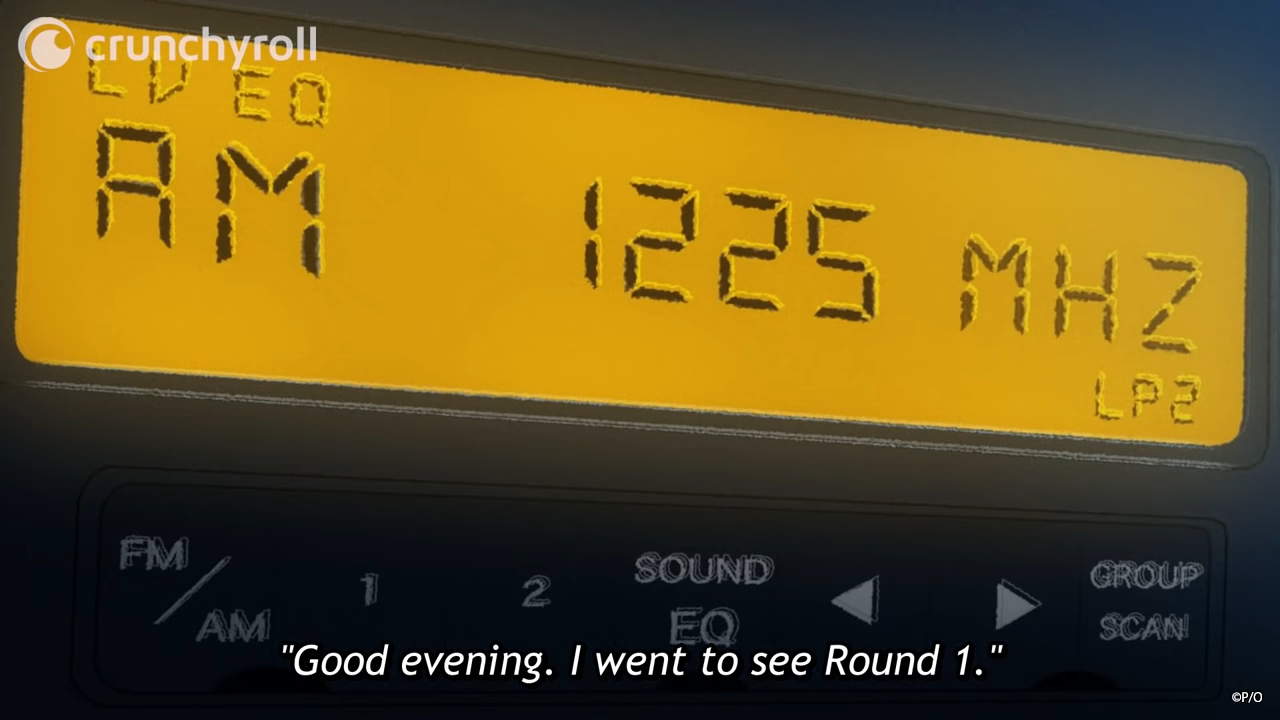 crunchyroll
LV EQ
AM 1225 MHZ
LP2
FM/AM 1 2 SOUND EQ ◀ ▶ GROUP SCAN
"Good evening. I went to see Round 1."
©P/O